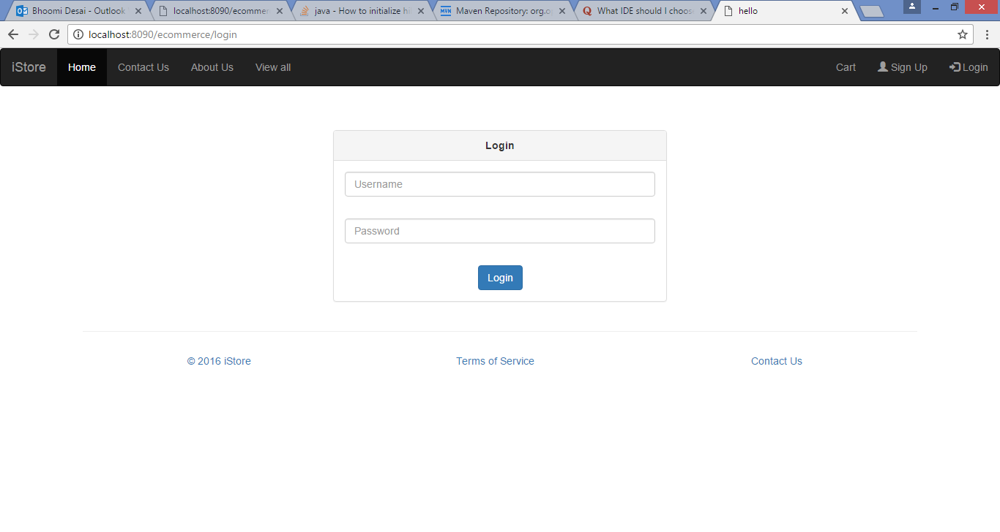 Bhoomi Desai - Outlook
localhost:8090/ecommer
java - How to initialize hi
Maven Repository: org.o
What IDE should I choos
hello
localhost:8090/ecommerce/login
iStore Home Contact Us About Us View all Cart Sign Up Login
Login
Username
Password
Login
© 2016 iStore Terms of Service Contact Us